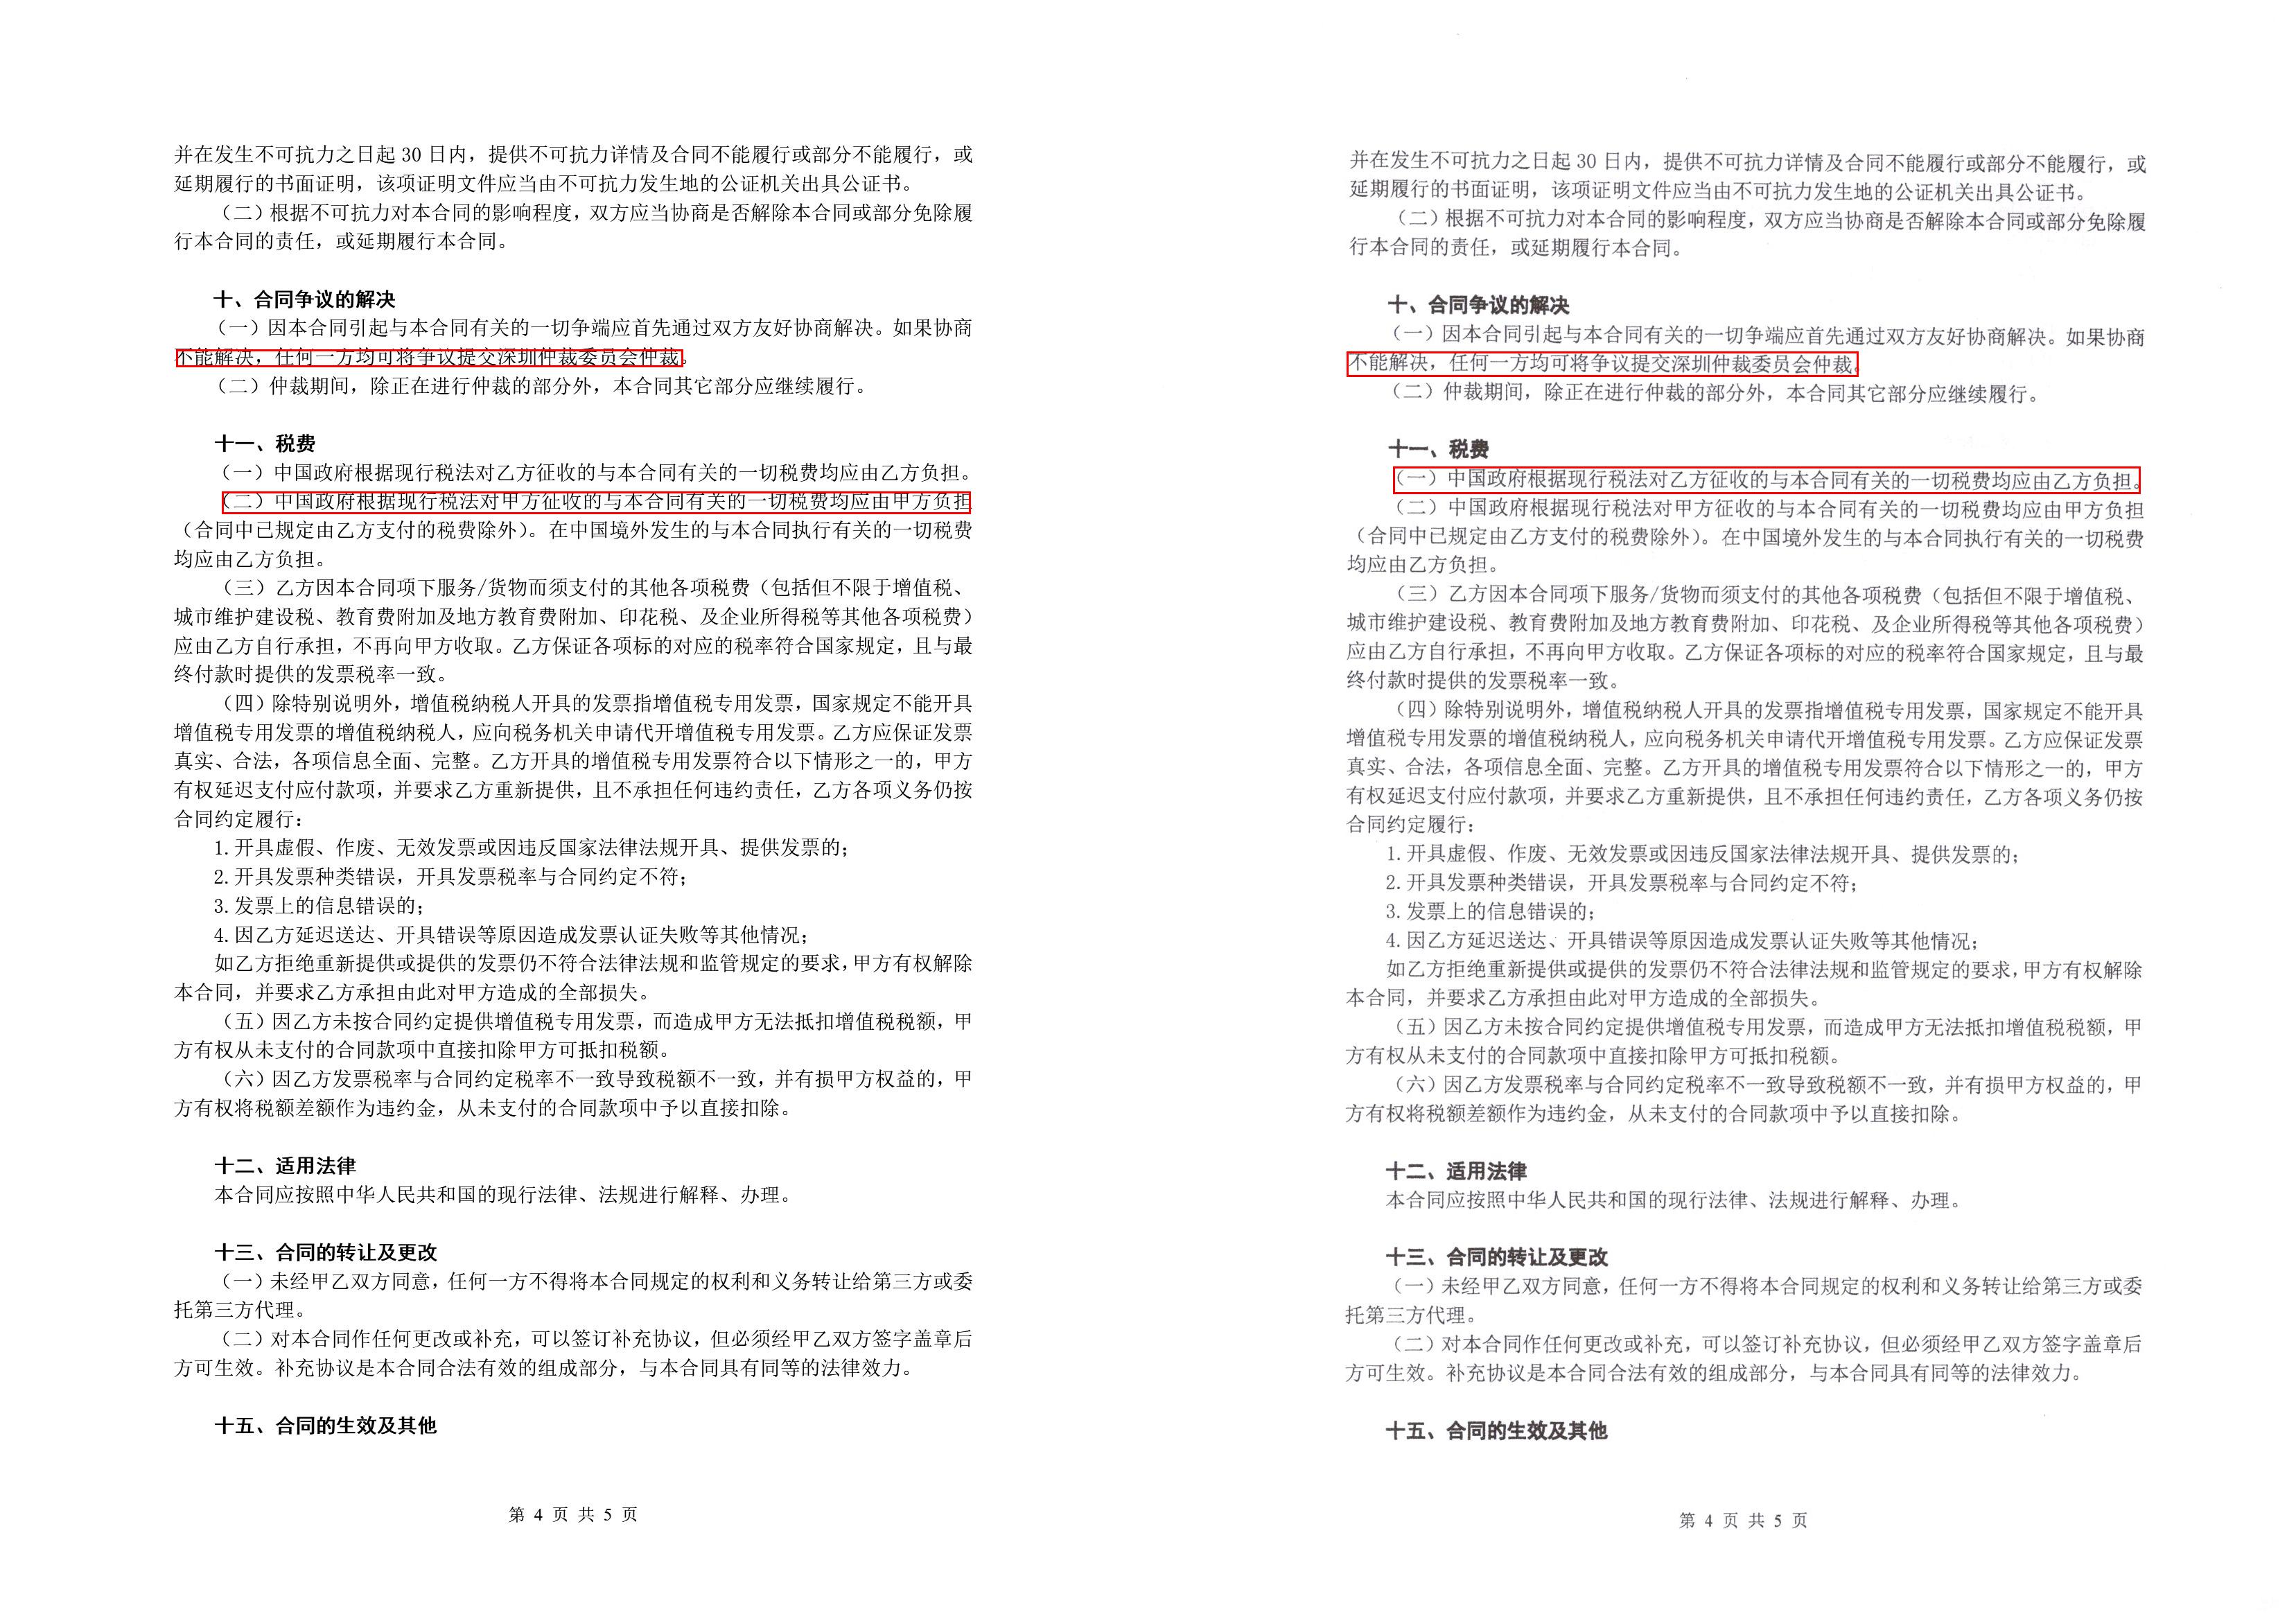 并在发生不可抗力之日起 30 日内，提供不可抗力详情及合同不能履行或部分不能履行，或
延期履行的书面证明，该项证明文件应当由不可抗力发生地的公证机关出具公证书。
（二）根据不可抗力对本合同的影响程度，双方应当协商是否解除本合同或部分免除履
行本合同的责任，或延期履行本合同。
十、合同争议的解决
（一）因本合同引起与本合同有关的一切争端应首先通过双方友好协商解决。如果协商
不能解决，任何一方均可将争议提交深圳仲裁委员会仲裁。
（二）仲裁期间，除正在进行仲裁的部分外，本合同其它部分应继续履行。
十一、税费
（一）中国政府根据现行税法对乙方征收的与本合同有关的一切税费均应由乙方负担。
（二）中国政府根据现行税法对甲方征收的与本合同有关的一切税费均应由甲方负担
（合同中已规定由乙方支付的税费除外）。在中国境外发生的与本合同执行有关的一切税费
均应由乙方负担。
（三）乙方因本合同项下服务/货物而须支付的其他各项税费（包括但不限于增值税、
城市维护建设税、教育费附加及地方教育费附加、印花税、及企业所得税等其他各项税费）
应由乙方自行承担，不再向甲方收取。乙方保证各项标的对应的税率符合国家规定，且与最
终付款时提供的发票税率一致。
（四）除特别说明外，增值税纳税人开具的发票指增值税专用发票，国家规定不能开具
增值税专用发票的增值税纳税人，应向税务机关申请代开增值税专用发票。乙方应保证发票
真实、合法，各项信息全面、完整。乙方开具的增值税专用发票符合以下情形之一的，甲方
有权延迟支付应付款项，并要求乙方重新提供，且不承担任何违约责任，乙方各项义务仍按
合同约定履行：
1.开具虚假、作废、无效发票或因违反国家法律法规开具、提供发票的；
2.开具发票种类错误，开具发票税率与合同约定不符；
3.发票上的信息错误的；
4.因乙方延迟送达、开具错误等原因造成发票认证失败等其他情况；
如乙方拒绝重新提供或提供的发票仍不符合法律法规和监管规定的要求，甲方有权解除
本合同，并要求乙方承担由此对甲方造成的全部损失。
（五）因乙方未按合同约定提供增值税专用发票，而造成甲方无法抵扣增值税税额，甲
方有权从未支付的合同款项中直接扣除甲方可抵扣税额。
（六）因乙方发票税率与合同约定税率不一致导致税额不一致，并有损甲方权益的，甲
方有权将税额差额作为违约金，从未支付的合同款项中予以直接扣除。
十二、适用法律
本合同应按照中华人民共和国的现行法律、法规进行解释、办理。
十三、合同的转让及更改
（一）未经甲乙双方同意，任何一方不得将本合同规定的权利和义务转让给第三方或委
托第三方代理。
（二）对本合同作任何更改或补充，可以签订补充协议，但必须经甲乙双方签字盖章后
方可生效。补充协议是本合同合法有效的组成部分，与本合同具有同等的法律效力。
十五、合同的生效及其他
第 4 页 共 5 页
并在发生不可抗力之日起 30 日内，提供不可抗力详情及合同不能履行或部分不能履行，或
延期履行的书面证明，该项证明文件应当由不可抗力发生地的公证机关出具公证书。
（二）根据不可抗力对本合同的影响程度，双方应当协商是否解除本合同或部分免除履
行本合同的责任，或延期履行本合同。
十、合同争议的解决
（一）因本合同引起与本合同有关的一切争端应首先通过双方友好协商解决。如果协商
不能解决，任何一方均可将争议提交深圳仲裁委员会仲裁。
（二）仲裁期间，除正在进行仲裁的部分外，本合同其它部分应继续履行。
十一、税费
（一）中国政府根据现行税法对乙方征收的与本合同有关的一切税费均应由乙方负担。
（二）中国政府根据现行税法对甲方征收的与本合同有关的一切税费均应由甲方负担
（合同中已规定由乙方支付的税费除外）。在中国境外发生的与本合同执行有关的一切税费
均应由乙方负担。
（三）乙方因本合同项下服务/货物而须支付的其他各项税费（包括但不限于增值税、
城市维护建设税、教育费附加及地方教育费附加、印花税、及企业所得税等其他各项税费）
应由乙方自行承担，不再向甲方收取。乙方保证各项标的对应的税率符合国家规定，且与最
终付款时提供的发票税率一致。
（四）除特别说明外，增值税纳税人开具的发票指增值税专用发票，国家规定不能开具
增值税专用发票的增值税纳税人，应向税务机关申请代开增值税专用发票。乙方应保证发票
真实、合法，各项信息全面、完整。乙方开具的增值税专用发票符合以下情形之一的，甲方
有权延迟支付应付款项，并要求乙方重新提供，且不承担任何违约责任，乙方各项义务仍按
合同约定履行：
1.开具虚假、作废、无效发票或因违反国家法律法规开具、提供发票的；
2.开具发票种类错误，开具发票税率与合同约定不符；
3.发票上的信息错误的；
4.因乙方延迟送达、开具错误等原因造成发票认证失败等其他情况；
如乙方拒绝重新提供或提供的发票仍不符合法律法规和监管规定的要求，甲方有权解除
本合同，并要求乙方承担由此对甲方造成的全部损失。
（五）因乙方未按合同约定提供增值税专用发票，而造成甲方无法抵扣增值税税额，甲
方有权从未支付的合同款项中直接扣除甲方可抵扣税额。
（六）因乙方发票税率与合同约定税率不一致导致税额不一致，并有损甲方权益的，甲
方有权将税额差额作为违约金，从未支付的合同款项中予以直接扣除。
十二、适用法律
本合同应按照中华人民共和国的现行法律、法规进行解释、办理。
十三、合同的转让及更改
（一）未经甲乙双方同意，任何一方不得将本合同规定的权利和义务转让给第三方或委
托第三方代理。
（二）对本合同作任何更改或补充，可以签订补充协议，但必须经甲乙双方签字盖章后
方可生效。补充协议是本合同合法有效的组成部分，与本合同具有同等的法律效力。
十五、合同的生效及其他
第 4 页 共 5 页